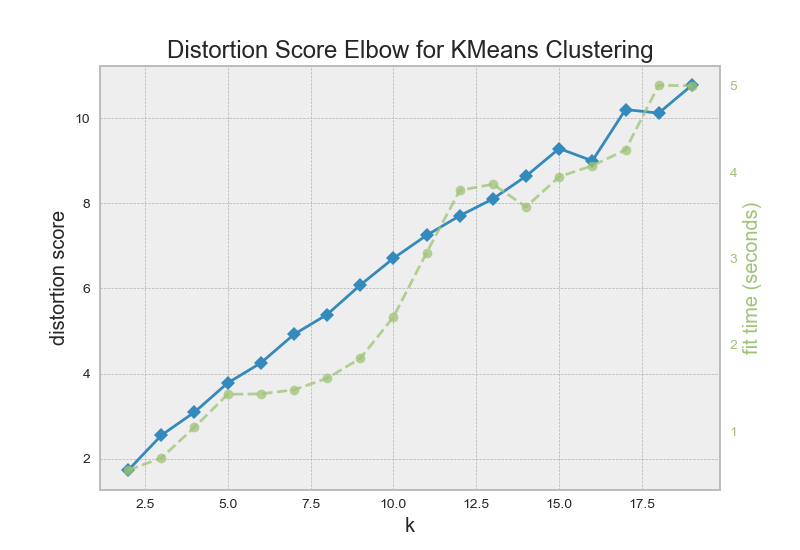 Distortion Score Elbow for KMeans Clustering
distortion score
10
8
6
4
2
5
4
3
2
1
fit time (seconds)
2.5 5.0 7.5 10.0 12.5 15.0 17.5
k